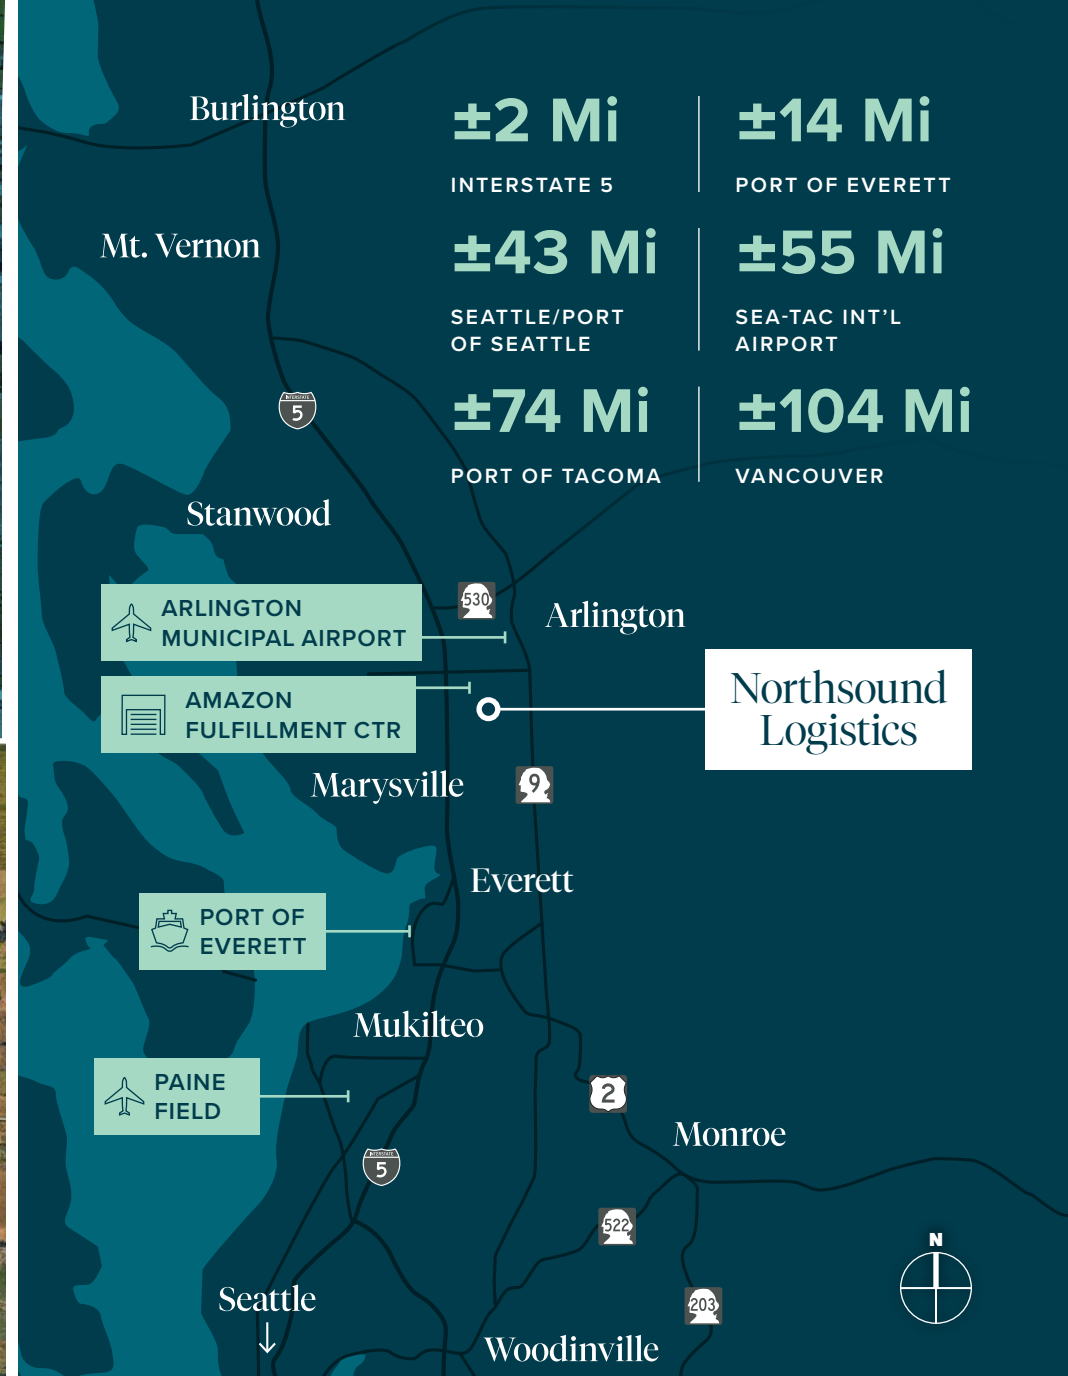 Burlington
±2 Mi
INTERSTATE 5
±14 Mi
PORT OF EVERETT
Mt. Vernon
±43 Mi
SEATTLE/PORT
OF SEATTLE
±55 Mi
SEA-TAC INT’L
AIRPORT
±74 Mi
PORT OF TACOMA
±104 Mi
VANCOUVER
INTERSTATE
5
Stanwood
530
ARLINGTON
MUNICIPAL AIRPORT
Arlington
AMAZON
FULFILLMENT CTR
Northsound
Logistics
Marysville
9
Everett
PORT OF
EVERETT
Mukilteo
PAINE
FIELD
2
Monroe
INTERSTATE
5
522
N
203
Seattle
Woodinville